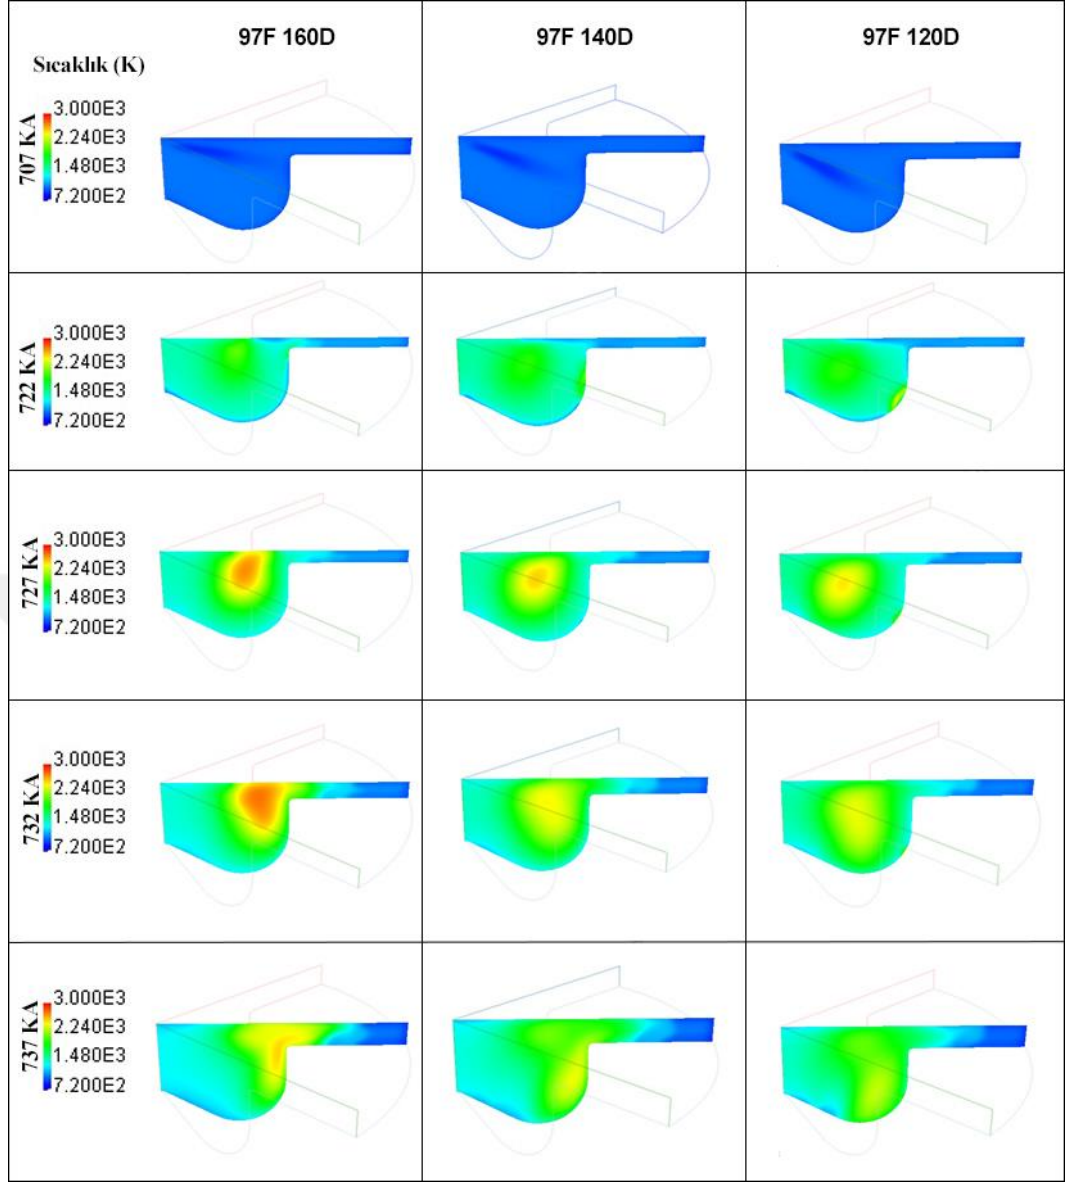 97F 160D 97F 140D 97F 120D
Sıcaklık (K)
707 KA
3.000E3
2.240E3
1.480E3
7.200E2
722 KA
3.000E3
2.240E3
1.480E3
7.200E2
727 KA
3.000E3
2.240E3
1.480E3
7.200E2
732 KA
3.000E3
2.240E3
1.480E3
7.200E2
737 KA
3.000E3
2.240E3
1.480E3
7.200E2